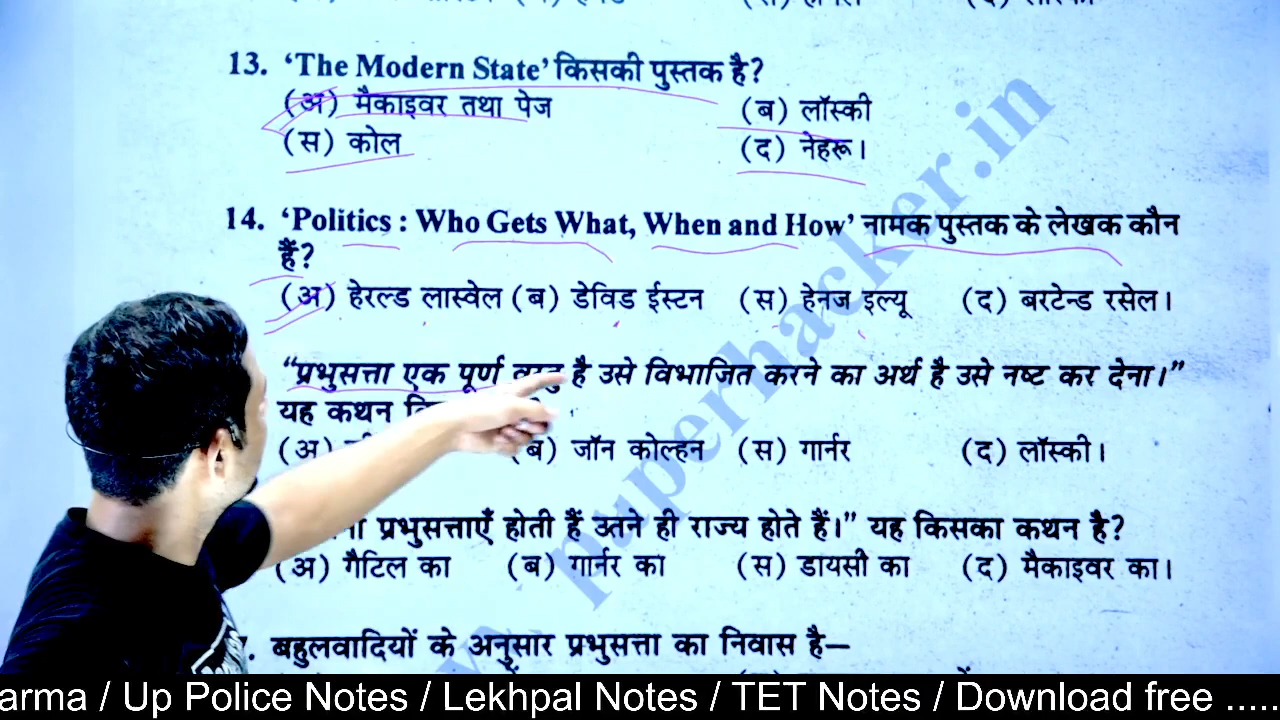 13. ‘The Modern State’ किसकी पुस्तक है?
(अ) मैकाइवर तथा पेज (ब) लॉस्की
(स) कोल (द) नेहरू।
14. ‘Politics : Who Gets What, When and How’ नामक पुस्तक के लेखक कौन
हैं?
(अ) हेरल्ड लास्वेल (ब) डेविड ईस्टन (स) हेनज इल्यू (द) बरटेन्ड रसेल।
“प्रभुसत्ता एक पूर्ण वस्तु है उसे विभाजित करने का अर्थ है उसे नष्ट कर देना।”
यह कथन
(अ) (ब) जॉन कोल्हन (स) गार्नर (द) लॉस्की।
प्रभुसत्ताएँ होती हैं उतने ही राज्य होते हैं।” यह किसका कथन है?
(अ) गैटिल का (ब) गार्नर का (स) डायसी का (द) मैकाइवर का।
बहुलवादियों के अनुसार प्रभुसत्ता का निवास है—
superhacker.in
arma / Up Police Notes / Lekhpal Notes / TET Notes / Download free .....